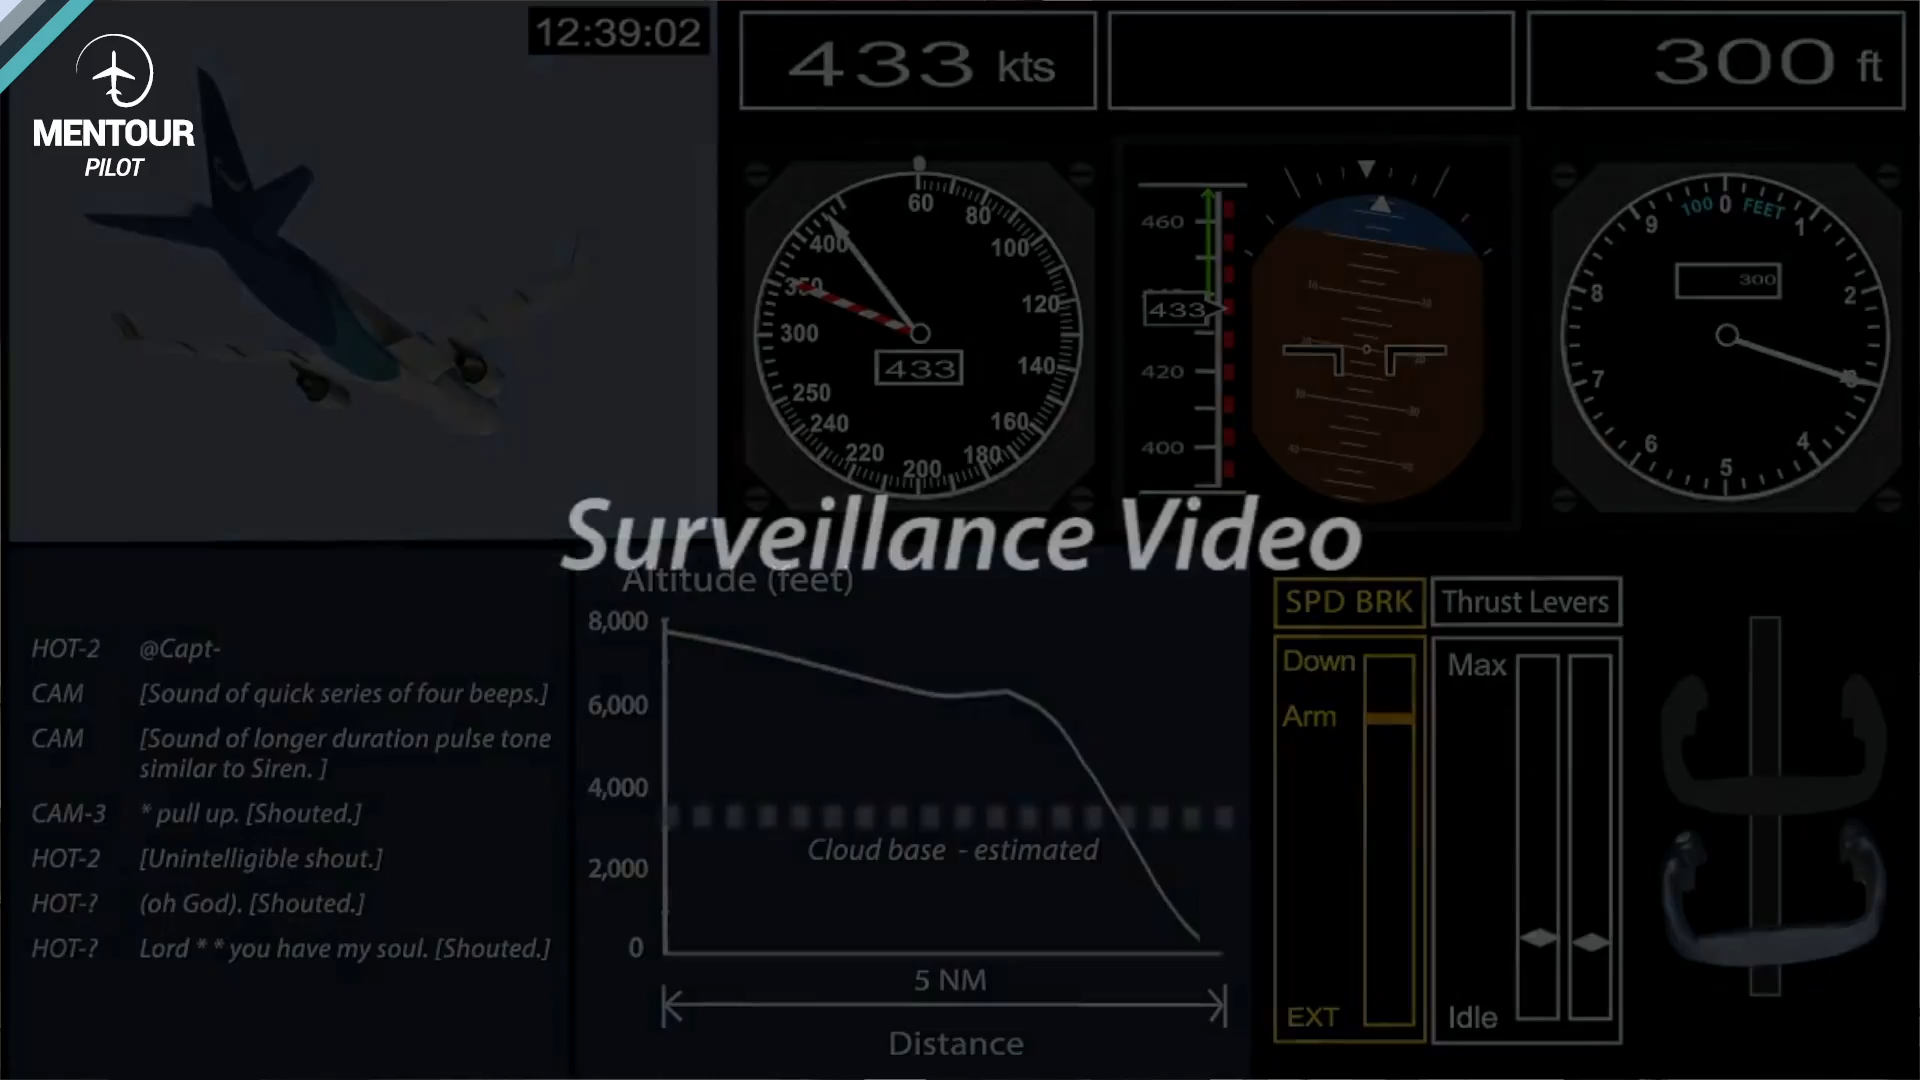 MENTOUR
PILOT
12:39:02
433 kts
300 ft
60
80
100
120
140
160
180
200
220
240
250
300
350
400
433
460
433
420
400
100 FEET
0
1
2
3
4
5
6
7
8
9
300
Surveillance Video
HOT-2 @Capt-
CAM [Sound of quick series of four beeps.]
CAM [Sound of longer duration pulse tone
similar to Siren. ]
CAM-3 * pull up. [Shouted.]
HOT-2 [Unintelligible shout.]
HOT-? (oh God). [Shouted.]
HOT-? Lord * * you have my soul. [Shouted.]
Altitude (feet)
8,000
6,000
4,000
2,000
0
Cloud base - estimated
5 NM
Distance
SPD BRK
Down
Arm
EXT
Thrust Levers
Max
Idle